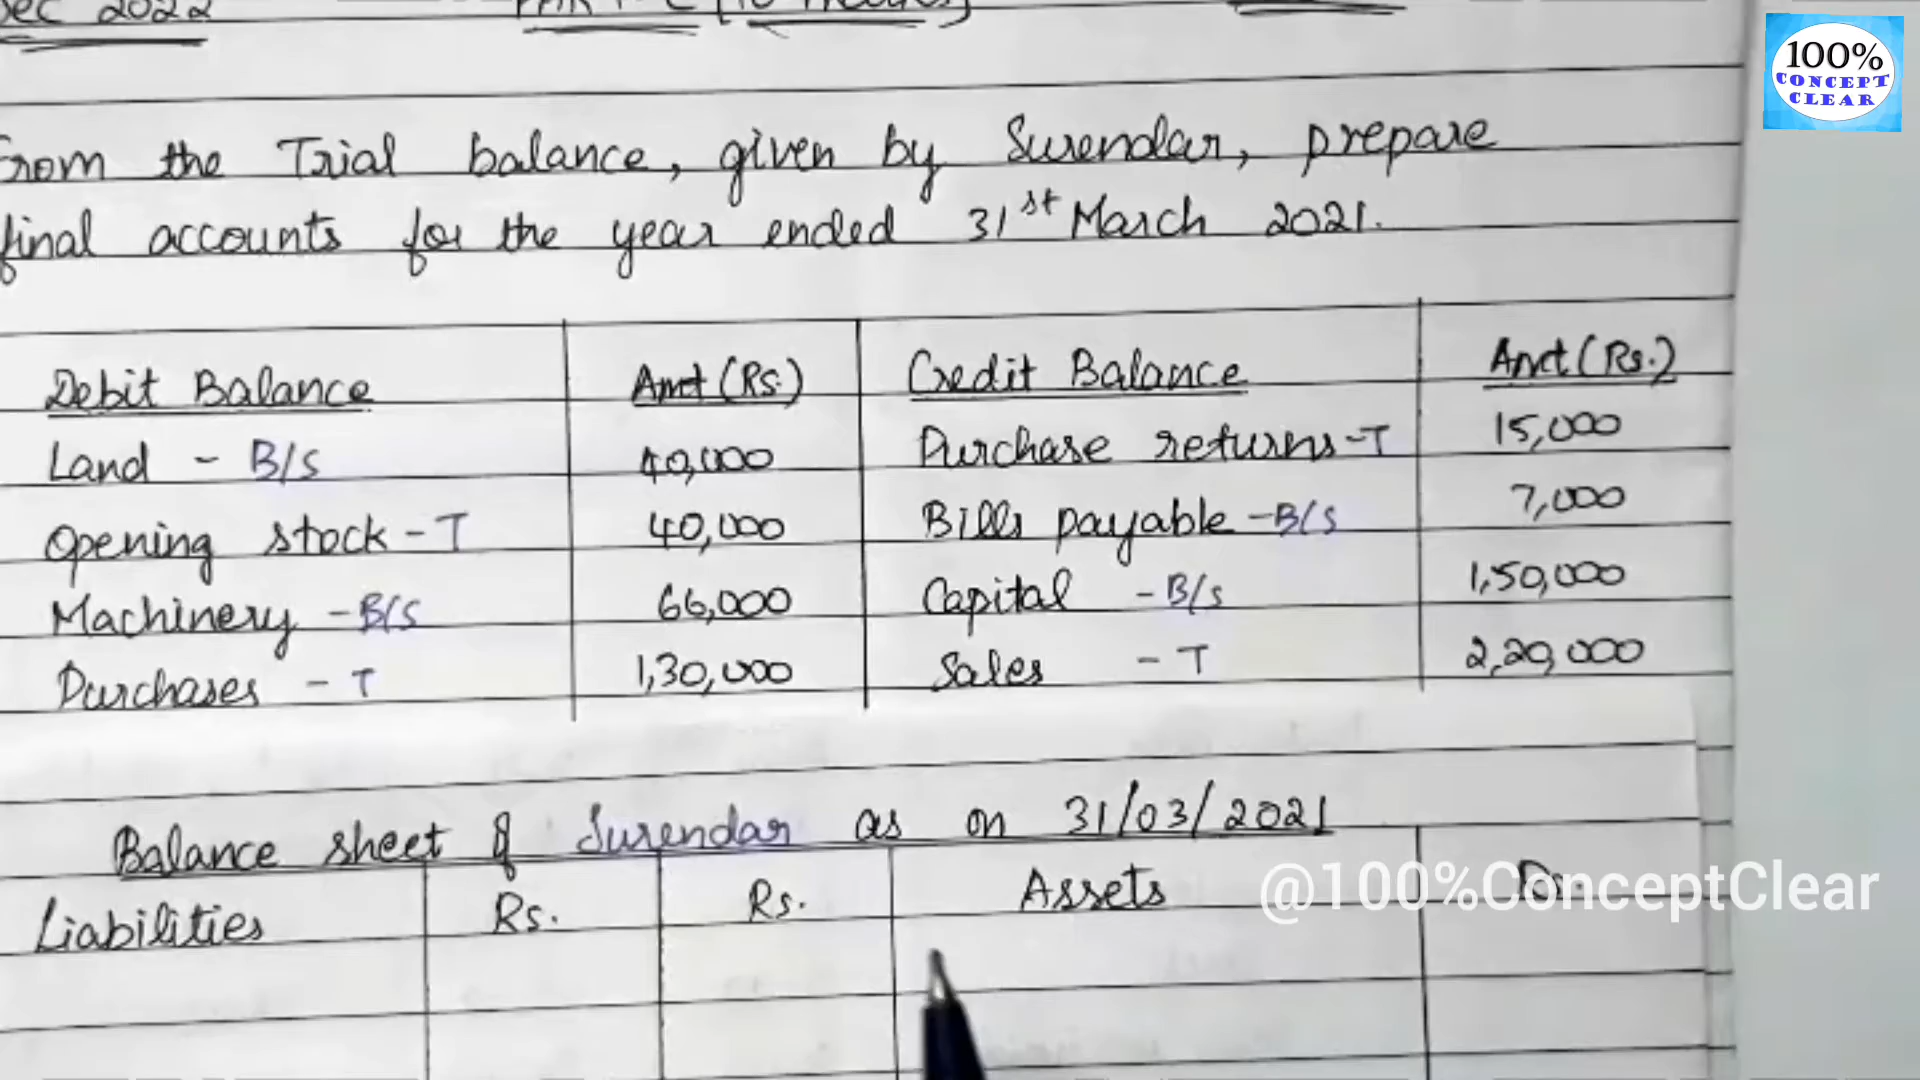 Dec 2022
100%
CONCEPT
CLEAR
From the Trial balance, given by Surendar, prepare
final accounts for the year ended 31st March 2021.
Debit Balance Amt (Rs.) Credit Balance Amt (Rs.)
Land - B/S 40,000 Purchase returns - T 15,000
Opening stock - T 40,000 Bills payable - B/S 7,000
Machinery - B/S 66,000 Capital - B/S 1,50,000
Purchases - T 1,30,000 Sales - T 2,20,000
Balance sheet of Surendar as on 31/03/2021
Liabilities Rs. Rs. Assets
@100%ConceptClear